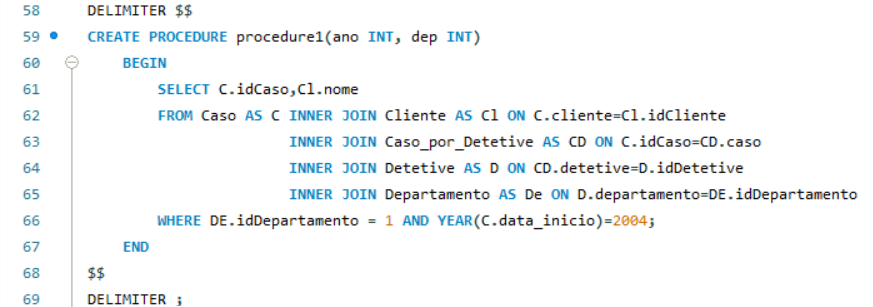 58 DELIMITER $$
59 CREATE PROCEDURE procedure1(ano INT, dep INT)
60 BEGIN
61 SELECT C.idCaso,Cl.nome
62 FROM Caso AS C INNER JOIN Cliente AS Cl ON C.cliente=Cl.idCliente
63 INNER JOIN Caso_por_Detetive AS CD ON C.idCaso=CD.caso
64 INNER JOIN Detetive AS D ON CD.detetive=D.idDetetive
65 INNER JOIN Departamento AS De ON D.departamento=DE.idDepartamento
66 WHERE DE.idDepartamento = 1 AND YEAR(C.data_inicio)=2004;
67 END
68 $$
69 DELIMITER ;